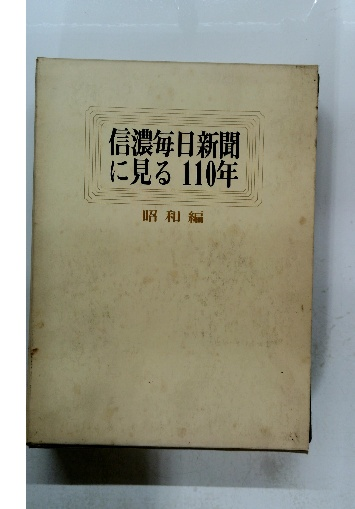 信濃毎日新聞
に見る 110年
昭和編